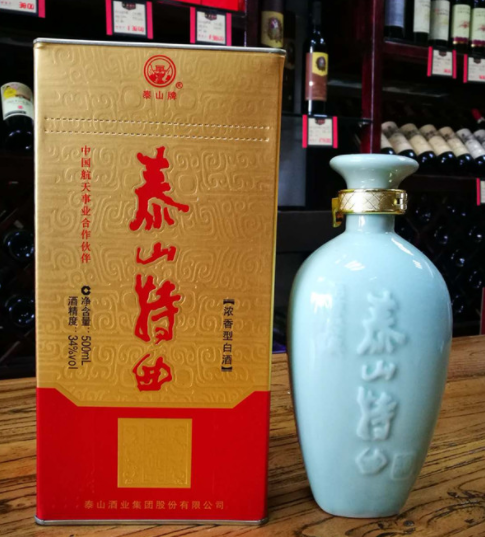 泰山牌
®
中国航天事业合作伙伴
泰山特曲
净含量：500mL
酒精度：34%vol
【浓香型白酒】
泰山酒业集团股份有限公司
泰山特曲